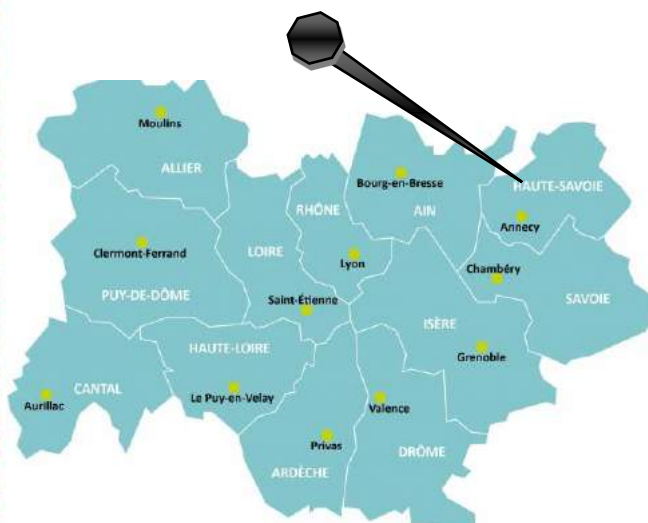 Moulins
ALLIER
Bourg-en-Bresse
HAUTE-SAVOIE
RHÔNE
AIN
Annecy
Clermont-Ferrand
LOIRE
Lyon
Chambéry
PUY-DE-DÔME
Saint-Étienne
SAVOIE
ISÈRE
HAUTE-LOIRE
Grenoble
CANTAL
Aurillac
Le Puy-en-Velay
Valence
Privas
DRÔME
ARDÈCHE